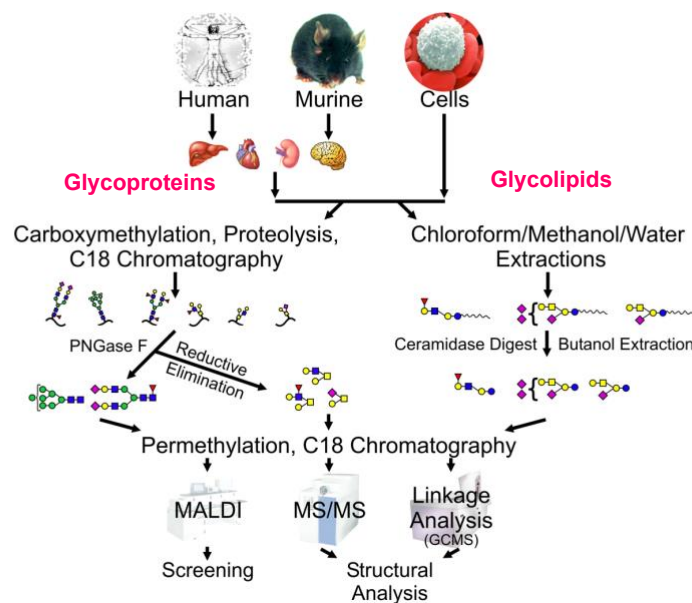 Human
Murine
Cells
Glycoproteins
Glycolipids
Carboxymethylation, Proteolysis,
C18 Chromatography
Chloroform/Methanol/Water
Extractions
PNGase F
Reductive
Elimination
Ceramidase Digest
Butanol Extraction
Permethylation, C18 Chromatography
MALDI
MS/MS
Linkage
Analysis
(GCMS)
Screening
Structural
Analysis